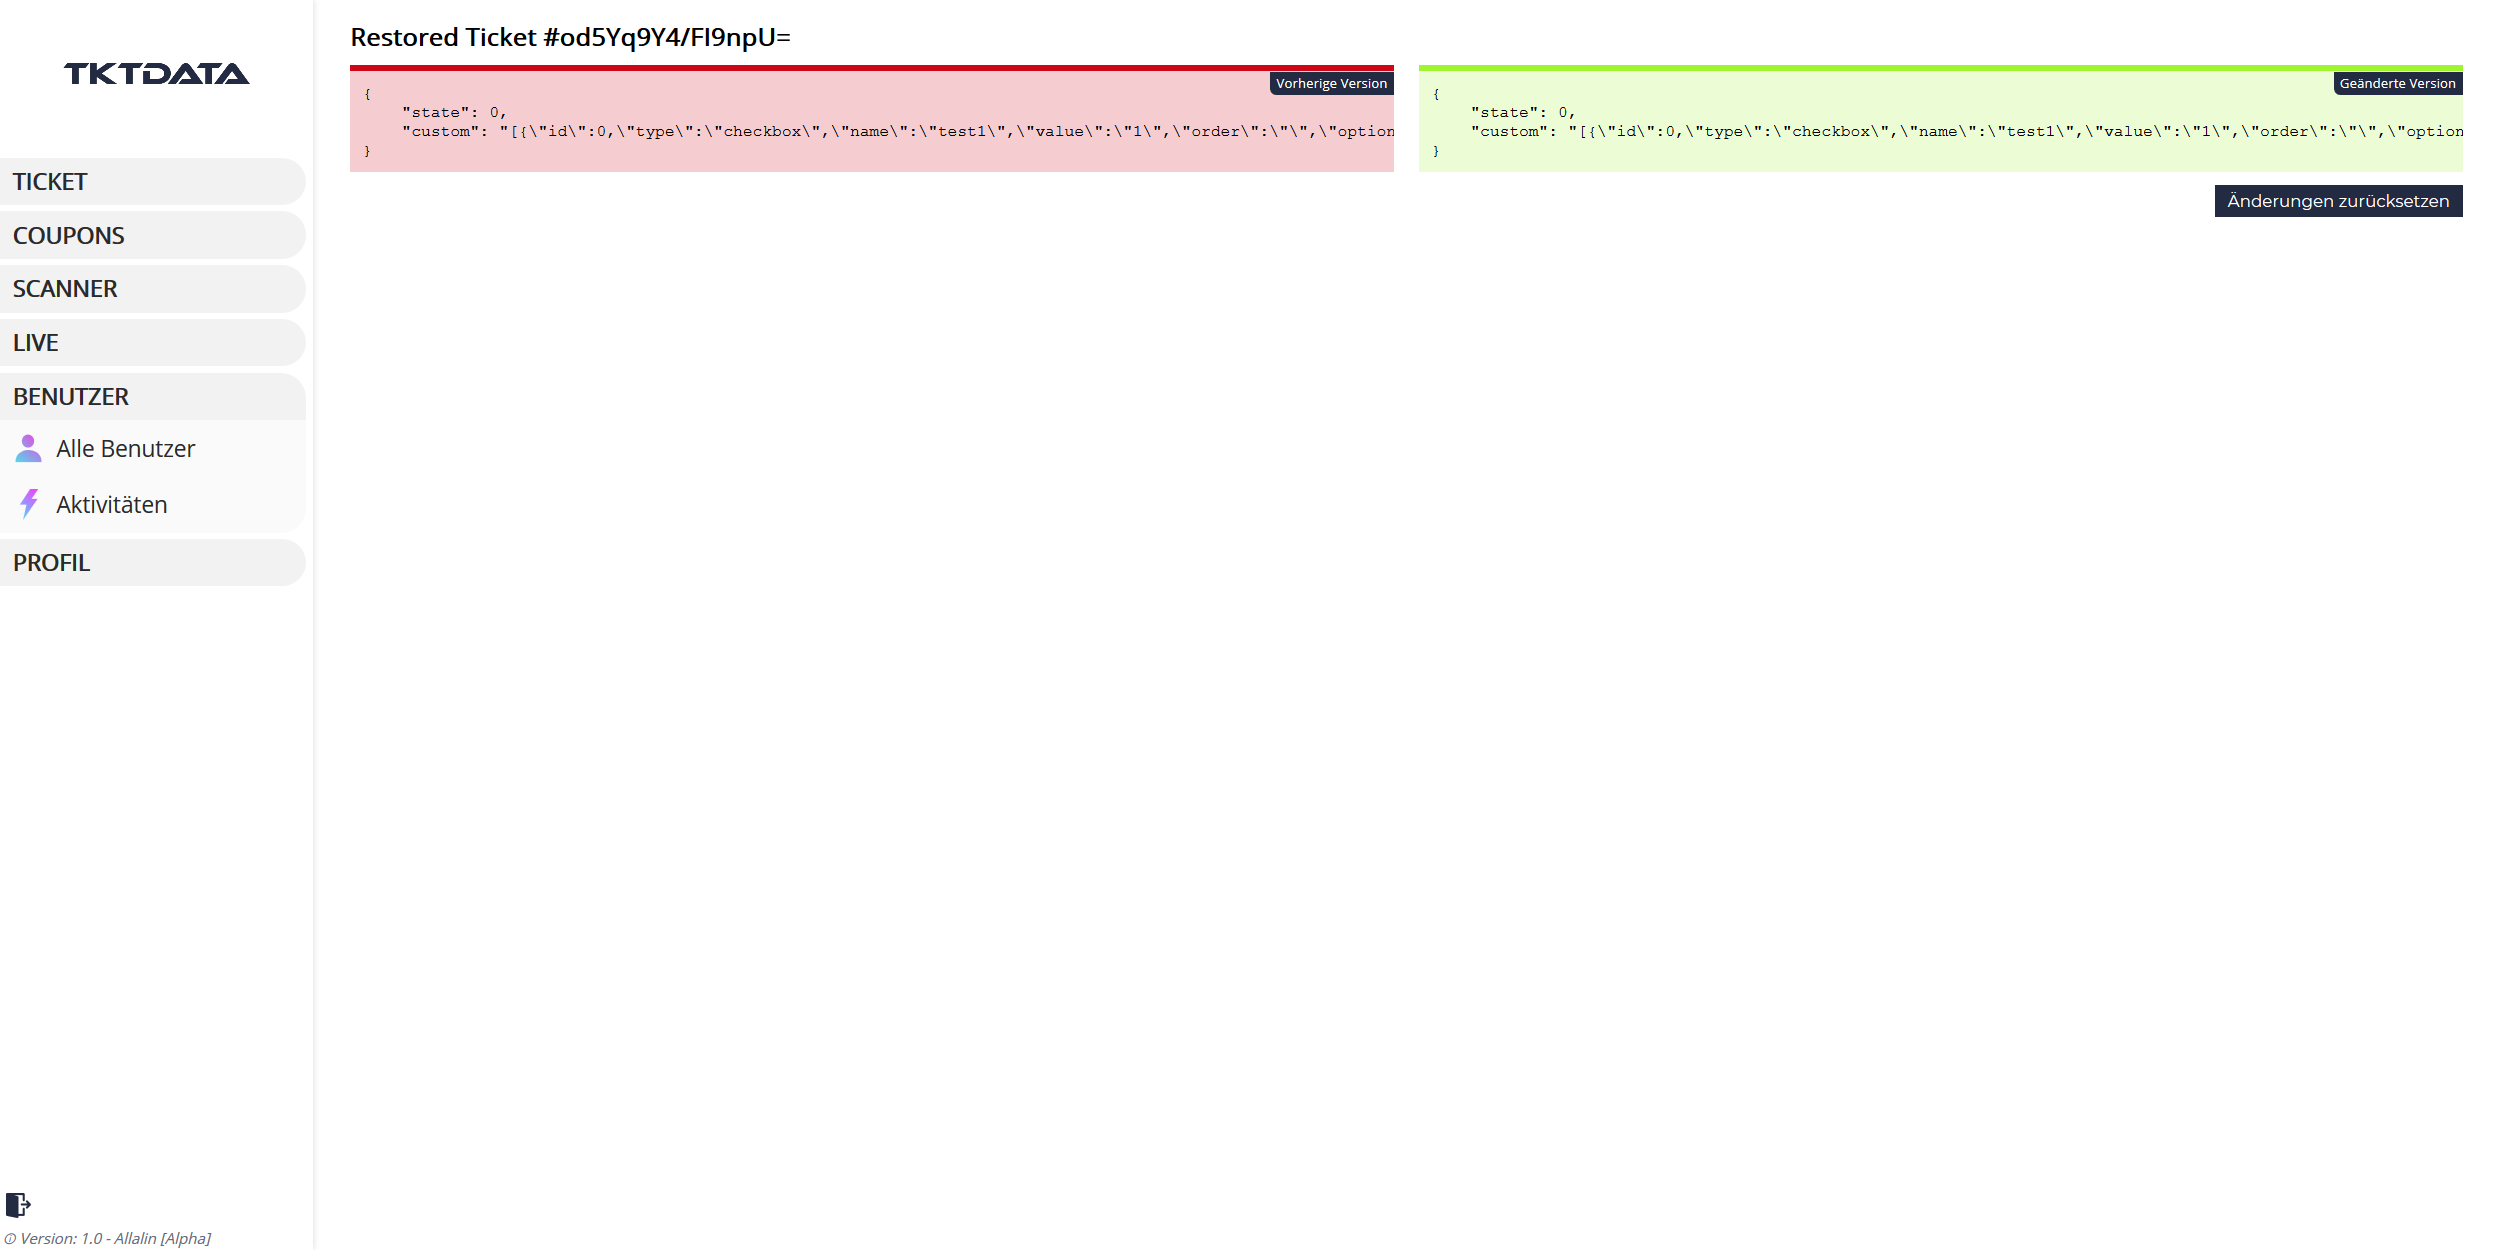 TKTDATA
TICKET
COUPONS
SCANNER
LIVE
BENUTZER
Alle Benutzer
Aktivitäten
PROFIL
Version: 1.0 - Allalin [Alpha]
Restored Ticket #od5Yq9Y4/FI9npU=
Vorherige Version
{
"state": 0,
"custom": "[{\"id\":0,\"type\":\"checkbox\",\"name\":\"test1\",\"value\":\"1\",\"order\":\"\",\"option
}
Geänderte Version
{
"state": 0,
"custom": "[{\"id\":0,\"type\":\"checkbox\",\"name\":\"test1\",\"value\":\"1\",\"order\":\"\",\"option
}
Änderungen zurücksetzen